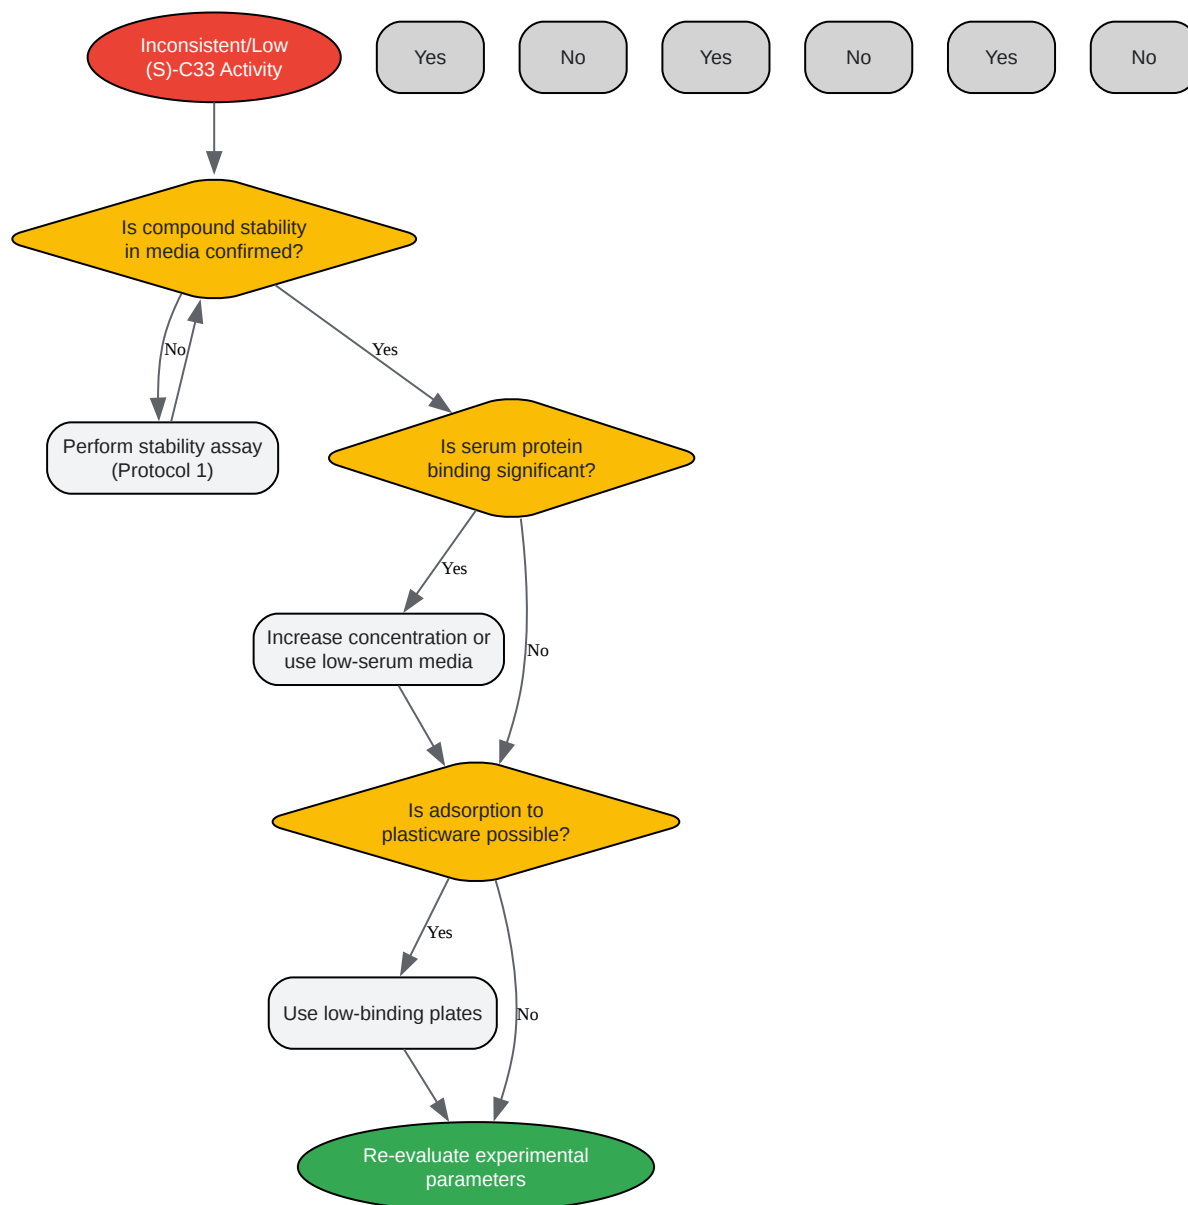 Inconsistent/Low
(S)-C33 Activity
Yes
No
Yes
No
Yes
No
Is compound stability
in media confirmed?
No
Yes
Perform stability assay
(Protocol 1)
Is serum protein
binding significant?
Yes
Increase concentration or
use low-serum media
No
Is adsorption to
plasticware possible?
Yes
Use low-binding plates
No
Re-evaluate experimental
parameters